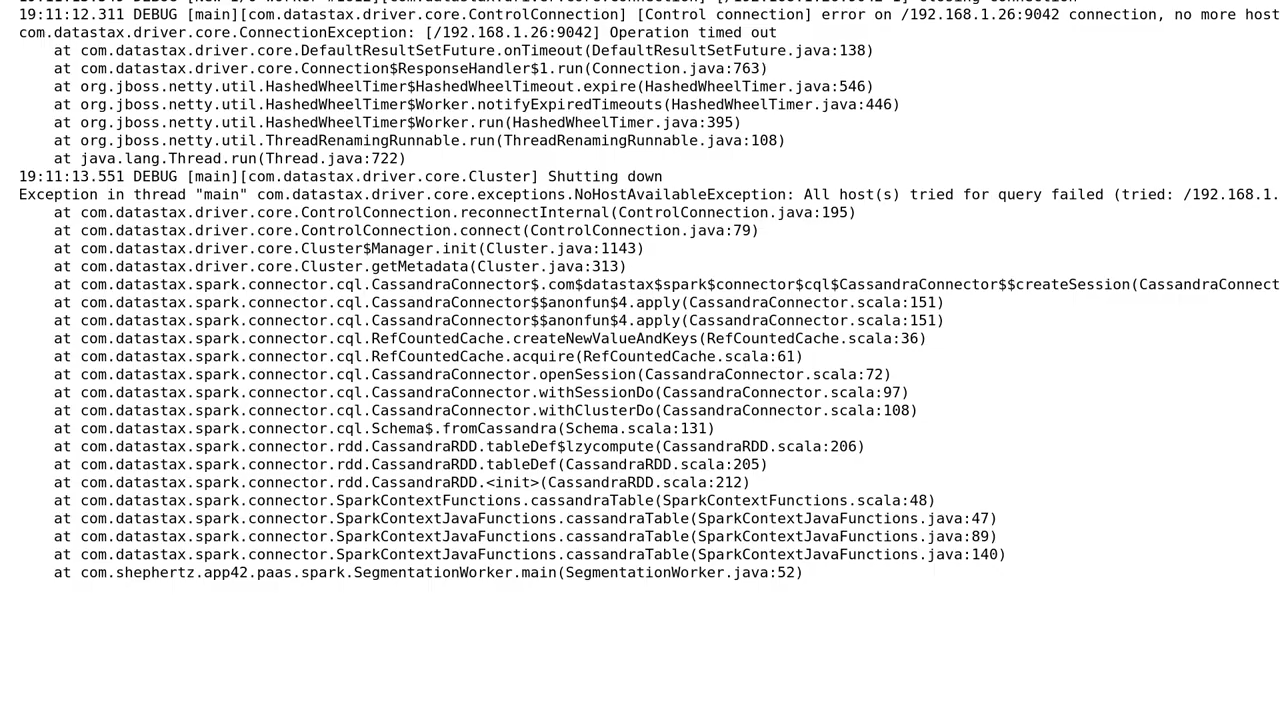 19:11:12.311 DEBUG [main][com.datastax.driver.core.ControlConnection] [Control connection] error on /192.168.1.26:9042 connection, no more host
com.datastax.driver.core.ConnectionException: [/192.168.1.26:9042] Operation timed out
at com.datastax.driver.core.DefaultResultSetFuture.onTimeout(DefaultResultSetFuture.java:138)
at com.datastax.driver.core.Connection$ResponseHandler$1.run(Connection.java:763)
at org.jboss.netty.util.HashedWheelTimer$HashedWheelTimeout.expire(HashedWheelTimer.java:546)
at org.jboss.netty.util.HashedWheelTimer$Worker.notifyExpiredTimeouts(HashedWheelTimer.java:446)
at org.jboss.netty.util.HashedWheelTimer$Worker.run(HashedWheelTimer.java:395)
at org.jboss.netty.util.ThreadRenamingRunnable.run(ThreadRenamingRunnable.java:108)
at java.lang.Thread.run(Thread.java:722)
19:11:13.551 DEBUG [main][com.datastax.driver.core.Cluster] Shutting down
Exception in thread "main" com.datastax.driver.core.exceptions.NoHostAvailableException: All host(s) tried for query failed (tried: /192.168.1.
at com.datastax.driver.core.ControlConnection.reconnectInternal(ControlConnection.java:195)
at com.datastax.driver.core.ControlConnection.connect(ControlConnection.java:79)
at com.datastax.driver.core.Cluster$Manager.init(Cluster.java:1143)
at com.datastax.driver.core.Cluster.getMetadata(Cluster.java:313)
at com.datastax.spark.connector.cql.CassandraConnector$.com$datastax$spark$connector$cql$CassandraConnector$$createSession(CassandraConnect
at com.datastax.spark.connector.cql.CassandraConnector$$anonfun$4.apply(CassandraConnector.scala:151)
at com.datastax.spark.connector.cql.CassandraConnector$$anonfun$4.apply(CassandraConnector.scala:151)
at com.datastax.spark.connector.cql.RefCountedCache.createNewValueAndKeys(RefCountedCache.scala:36)
at com.datastax.spark.connector.cql.RefCountedCache.acquire(RefCountedCache.scala:61)
at com.datastax.spark.connector.cql.CassandraConnector.openSession(CassandraConnector.scala:72)
at com.datastax.spark.connector.cql.CassandraConnector.withSessionDo(CassandraConnector.scala:97)
at com.datastax.spark.connector.cql.CassandraConnector.withClusterDo(CassandraConnector.scala:108)
at com.datastax.spark.connector.cql.Schema$.fromCassandra(Schema.scala:131)
at com.datastax.spark.connector.rdd.CassandraRDD.tableDef$lzycompute(CassandraRDD.scala:206)
at com.datastax.spark.connector.rdd.CassandraRDD.tableDef(CassandraRDD.scala:205)
at com.datastax.spark.connector.rdd.CassandraRDD.<init>(CassandraRDD.scala:212)
at com.datastax.spark.connector.SparkContextFunctions.cassandraTable(SparkContextFunctions.scala:48)
at com.datastax.spark.connector.SparkContextJavaFunctions.cassandraTable(SparkContextJavaFunctions.java:47)
at com.datastax.spark.connector.SparkContextJavaFunctions.cassandraTable(SparkContextJavaFunctions.java:89)
at com.datastax.spark.connector.SparkContextJavaFunctions.cassandraTable(SparkContextJavaFunctions.java:140)
at com.shephertz.app42.paas.spark.SegmentationWorker.main(SegmentationWorker.java:52)